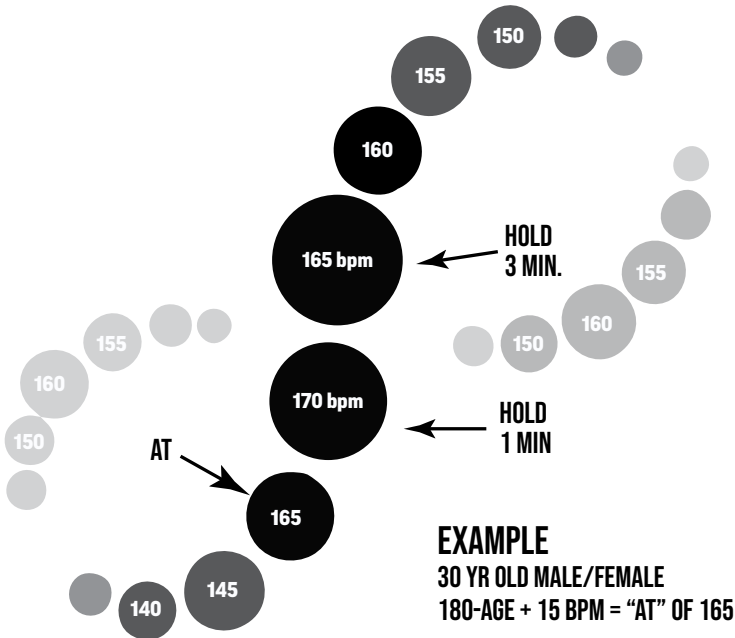 150
155
160
165 bpm
HOLD
3 MIN.
155
160
150
155
160
150
170 bpm
HOLD
1 MIN
AT
165
145
140
EXAMPLE
30 YR OLD MALE/FEMALE
180-AGE + 15 BPM = “AT” OF 165